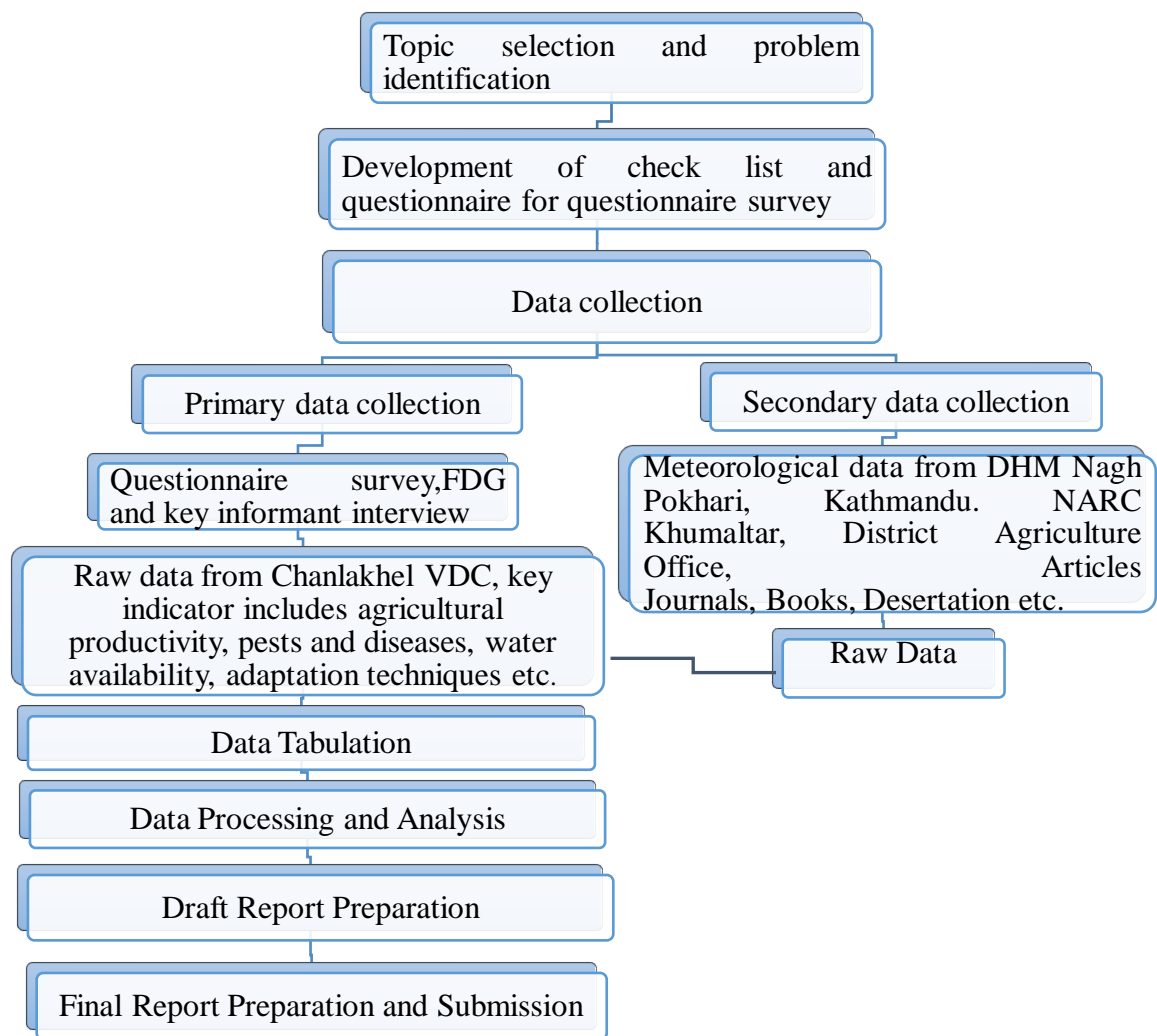 Topic selection and problem
identification
Development of check list and
questionnaire for questionnaire survey
Data collection
Primary data collection
Secondary data collection
Questionnaire survey,FDG
and key informant interview
Meteorological data from DHM Nagh
Pokhari, Kathmandu. NARC
Khumaltar, District Agriculture
Office, Articles
Journals, Books, Desertation etc.
Raw data from Chanlakhel VDC, key
indicator includes agricultural
productivity, pests and diseases, water
availability, adaptation techniques etc.
Raw Data
Data Tabulation
Data Processing and Analysis
Draft Report Preparation
Final Report Preparation and Submission